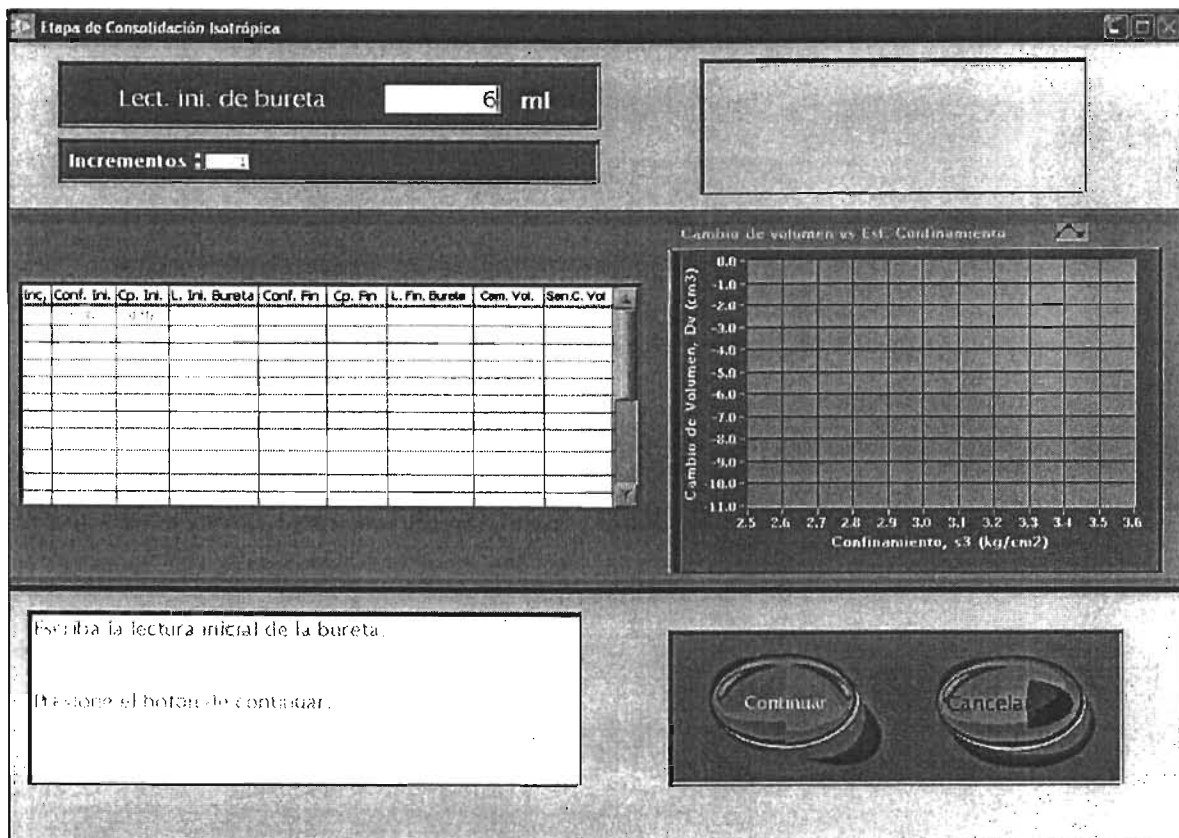 Etapa de Consolidación Isotrópica
Lect. ini. de bureta 6 ml
Incrementos
Cambio de volumen vs Esf. Confinamiento
Inc, Conf. Ini. Cp. Ini. L. Ini. Bureta Conf. Fin Cp. Fin L. Fin. Bureta Cam. Vol. Sen.C. Vol
Cambio de Volumen, Dv (cm3)
0.0
-1.0
-2.0
-3.0
-4.0
-5.0
-6.0
-7.0
-8.0
-9.0
-10.0
-11.0
2.5 2.6 2.7 2.8 2.9 3.0 3.1 3.2 3.3 3.4 3.5 3.6
Confinamiento, s3 (kg/cm2)
Escriba la lectura inicial de la bureta.
Presione el botón de continuar.
Continuar
Cancelar